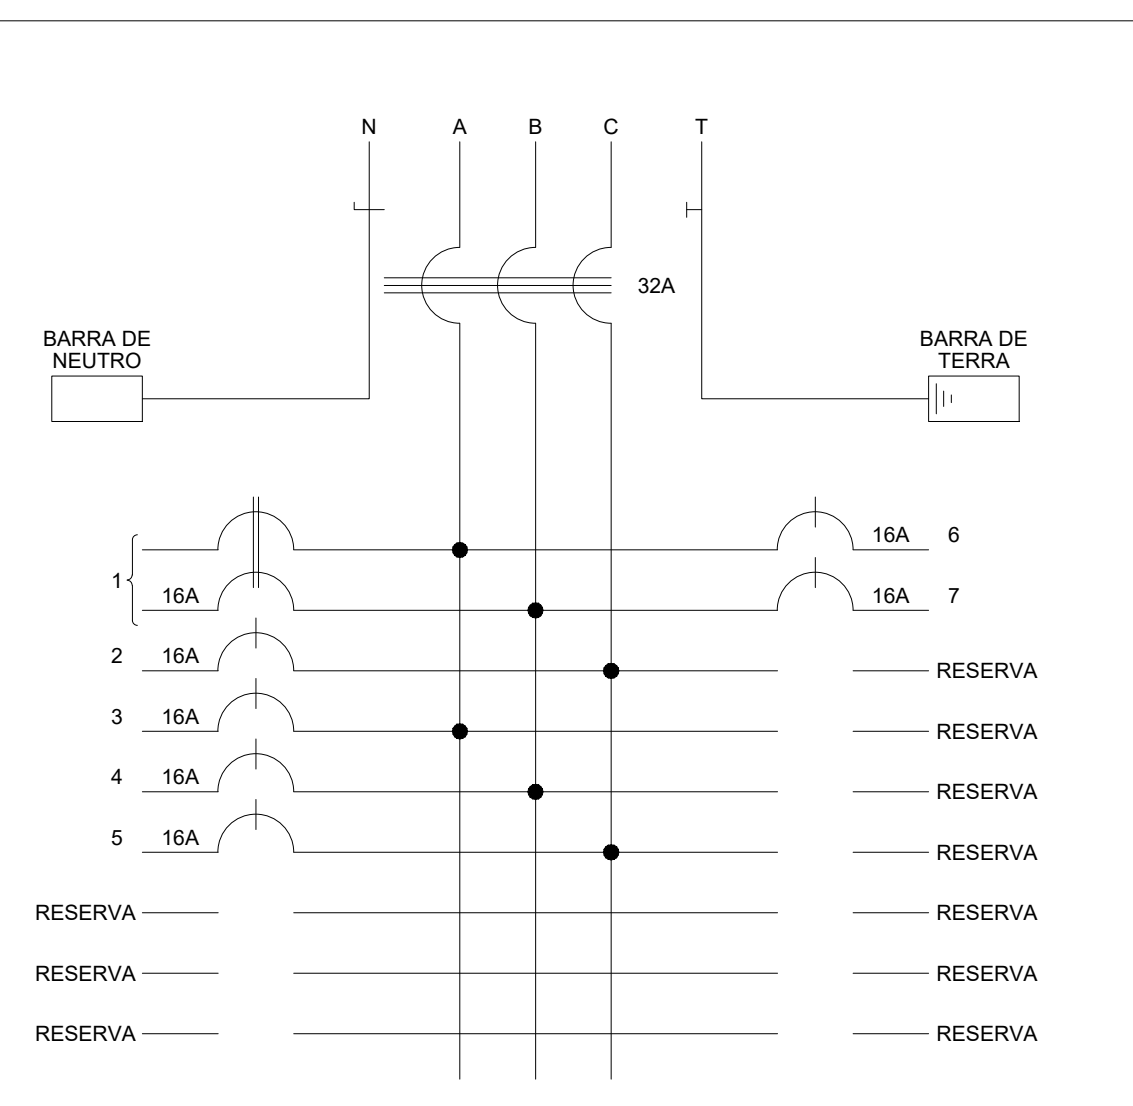 N A B C T
32A
BARRA DE
NEUTRO
BARRA DE
TERRA
16A 6
1 16A
16A 7
2 16A
RESERVA
3 16A
RESERVA
4 16A
RESERVA
5 16A
RESERVA
RESERVA
RESERVA
RESERVA
RESERVA
RESERVA
RESERVA